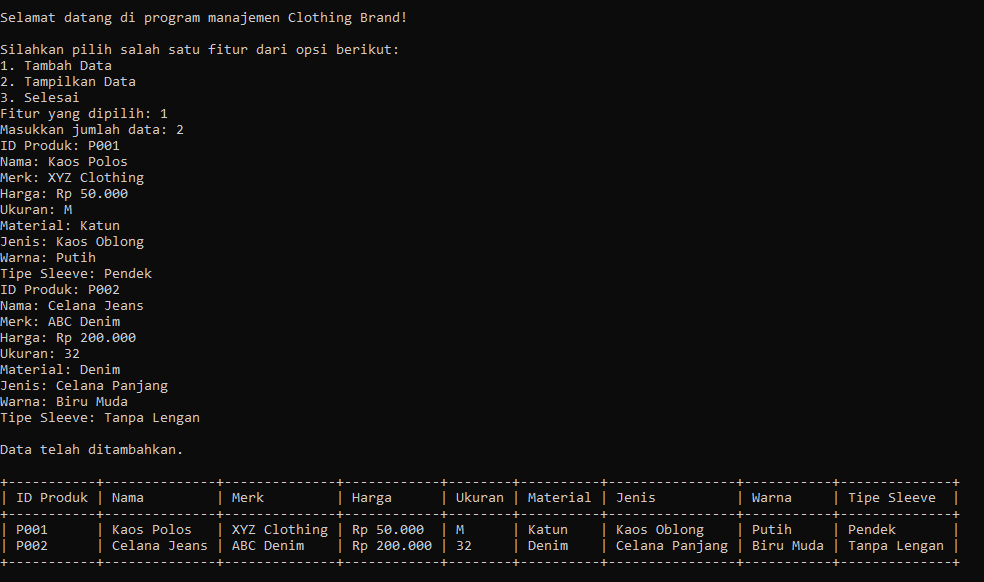 Selamat datang di program manajemen Clothing Brand!

Silahkan pilih salah satu fitur dari opsi berikut:
1. Tambah Data
2. Tampilkan Data
3. Selesai
Fitur yang dipilih: 1
Masukkan jumlah data: 2
ID Produk: P001
Nama: Kaos Polos
Merk: XYZ Clothing
Harga: Rp 50.000
Ukuran: M
Material: Katun
Jenis: Kaos Oblong
Warna: Putih
Tipe Sleeve: Pendek
ID Produk: P002
Nama: Celana Jeans
Merk: ABC Denim
Harga: Rp 200.000
Ukuran: 32
Material: Denim
Jenis: Celana Panjang
Warna: Biru Muda
Tipe Sleeve: Tanpa Lengan

Data telah ditambahkan.

+-----------+--------------+--------------+------------+--------+----------+----------------+-----------+--------------+
| ID Produk | Nama         | Merk         | Harga      | Ukuran | Material | Jenis          | Warna     | Tipe Sleeve  |
+-----------+--------------+--------------+------------+--------+----------+----------------+-----------+--------------+
| P001      | Kaos Polos   | XYZ Clothing | Rp 50.000  | M      | Katun    | Kaos Oblong    | Putih     | Pendek       |
| P002      | Celana Jeans | ABC Denim    | Rp 200.000 | 32     | Denim    | Celana Panjang | Biru Muda | Tanpa Lengan |
+-----------+--------------+--------------+------------+--------+----------+----------------+-----------+--------------+